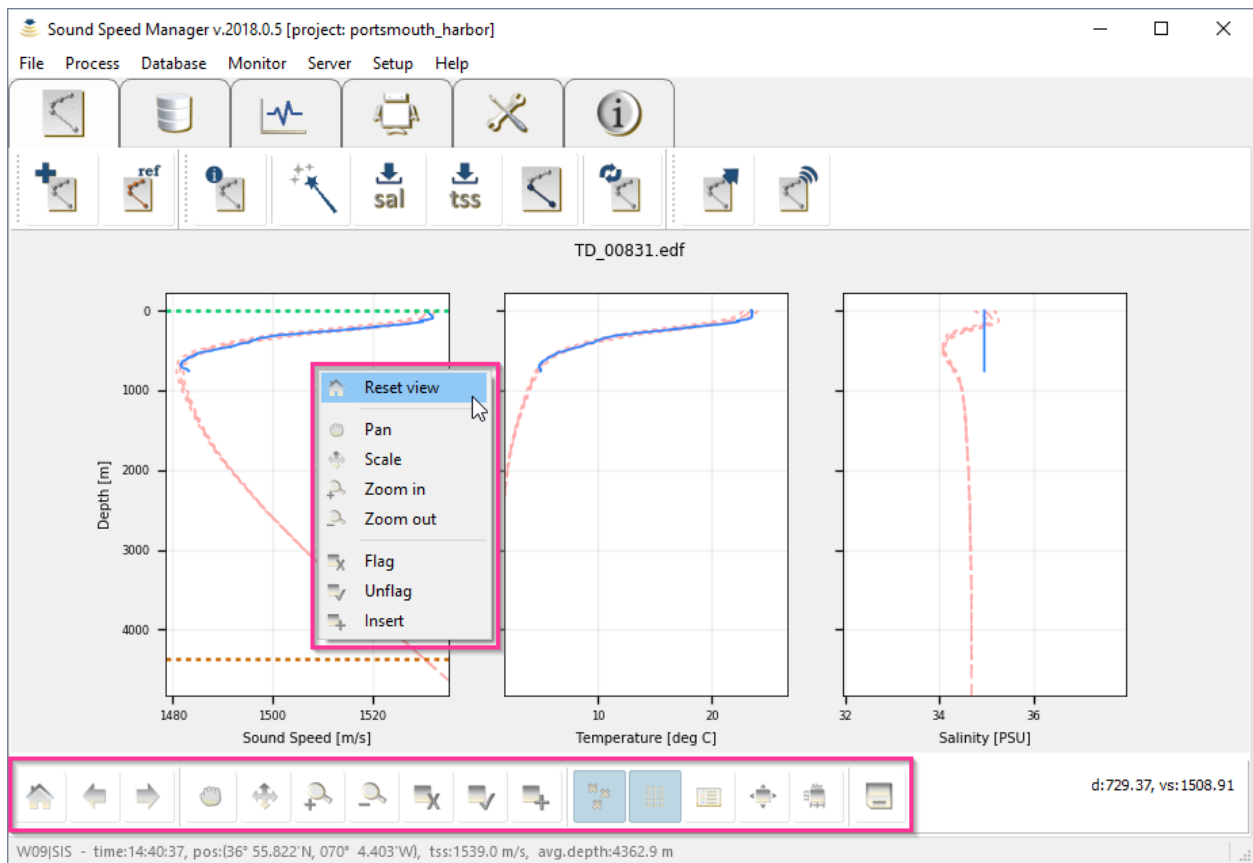 Sound Speed Manager v.2018.0.5 [project: portsmouth_harbor]
File Process Database Monitor Server Setup Help
ref
sal
tss
TD_00831.edf
0
1000
2000
3000
4000
Depth [m]
1480 1500 1520
Sound Speed [m/s]
10 20
Temperature [deg C]
32 34 36
Salinity [PSU]
Reset view
Pan
Scale
Zoom in
Zoom out
Flag
Unflag
Insert
d:729.37, vs:1508.91
W09|SIS - time:14:40:37, pos:(36° 55.822'N, 070° 4.403'W), tss:1539.0 m/s, avg.depth:4362.9 m